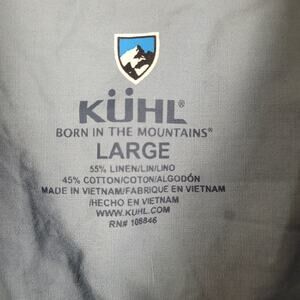 KÜHL®
BORN IN THE MOUNTAINS®
LARGE
55% LINEN/LIN/LINO
45% COTTON/COTON/ALGODÓN
MADE IN VIETNAM/FABRIQUE EN VIETNAM
/HECHO EN VIETNAM
WWW.KUHL.COM
RN# 108846